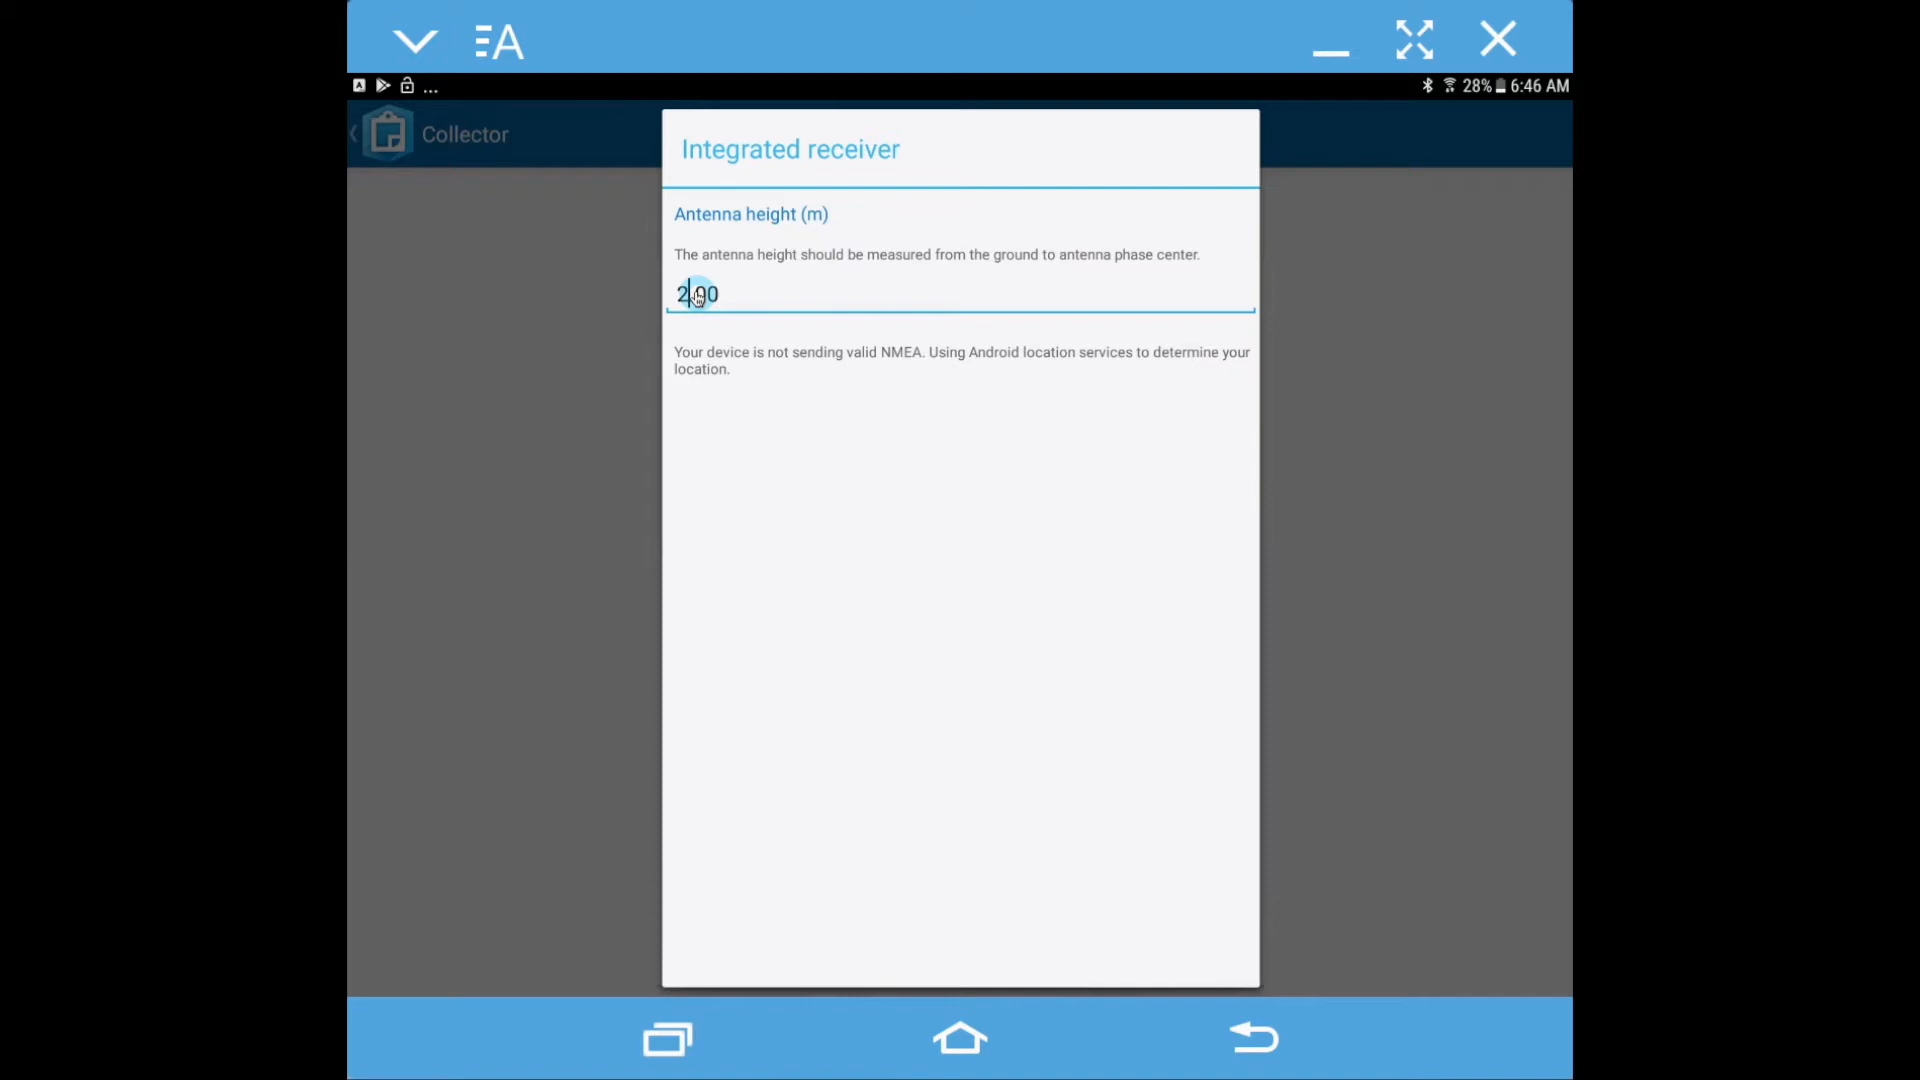 A
... 28% 6:46 AM
Collector
Integrated receiver
Antenna height (m)
The antenna height should be measured from the ground to antenna phase center.
2.00
Your device is not sending valid NMEA. Using Android location services to determine your
location.